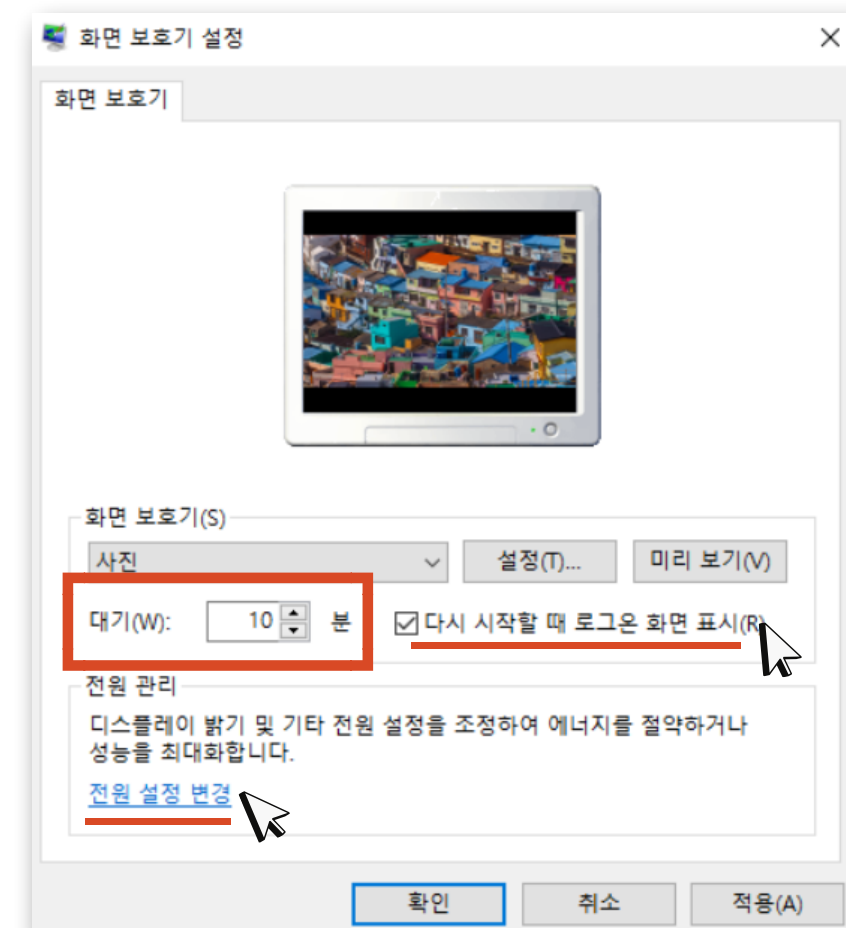 화면 보호기 설정
화면 보호기
화면 보호기(S)
사진
설정(T)...
미리 보기(V)
대기(W): 10 분
다시 시작할 때 로그온 화면 표시(R)
전원 관리
디스플레이 밝기 및 기타 전원 설정을 조정하여 에너지를 절약하거나
성능을 최대화합니다.
전원 설정 변경
확인
취소
적용(A)